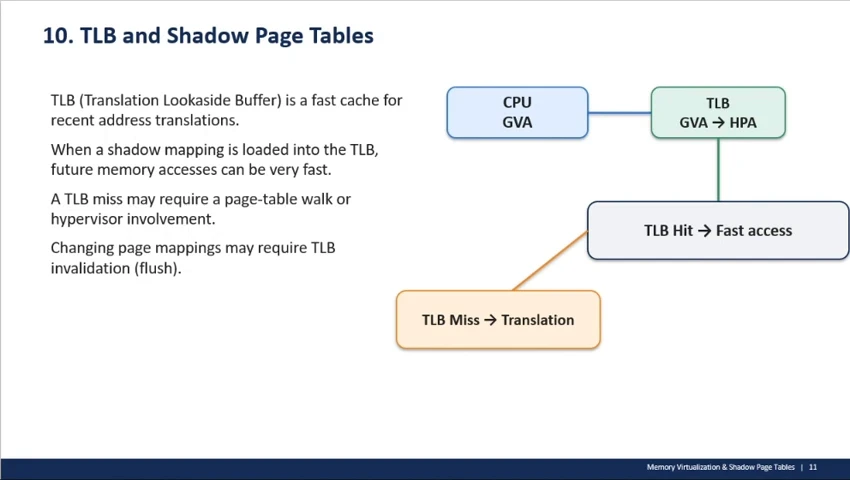 10. TLB and Shadow Page Tables
TLB (Translation Lookaside Buffer) is a fast cache for
recent address translations.
When a shadow mapping is loaded into the TLB,
future memory accesses can be very fast.
A TLB miss may require a page-table walk or
hypervisor involvement.
Changing page mappings may require TLB
invalidation (flush).
CPU
GVA
TLB
GVA → HPA
TLB Hit → Fast access
TLB Miss → Translation
Memory Virtualization & Shadow Page Tables | 11